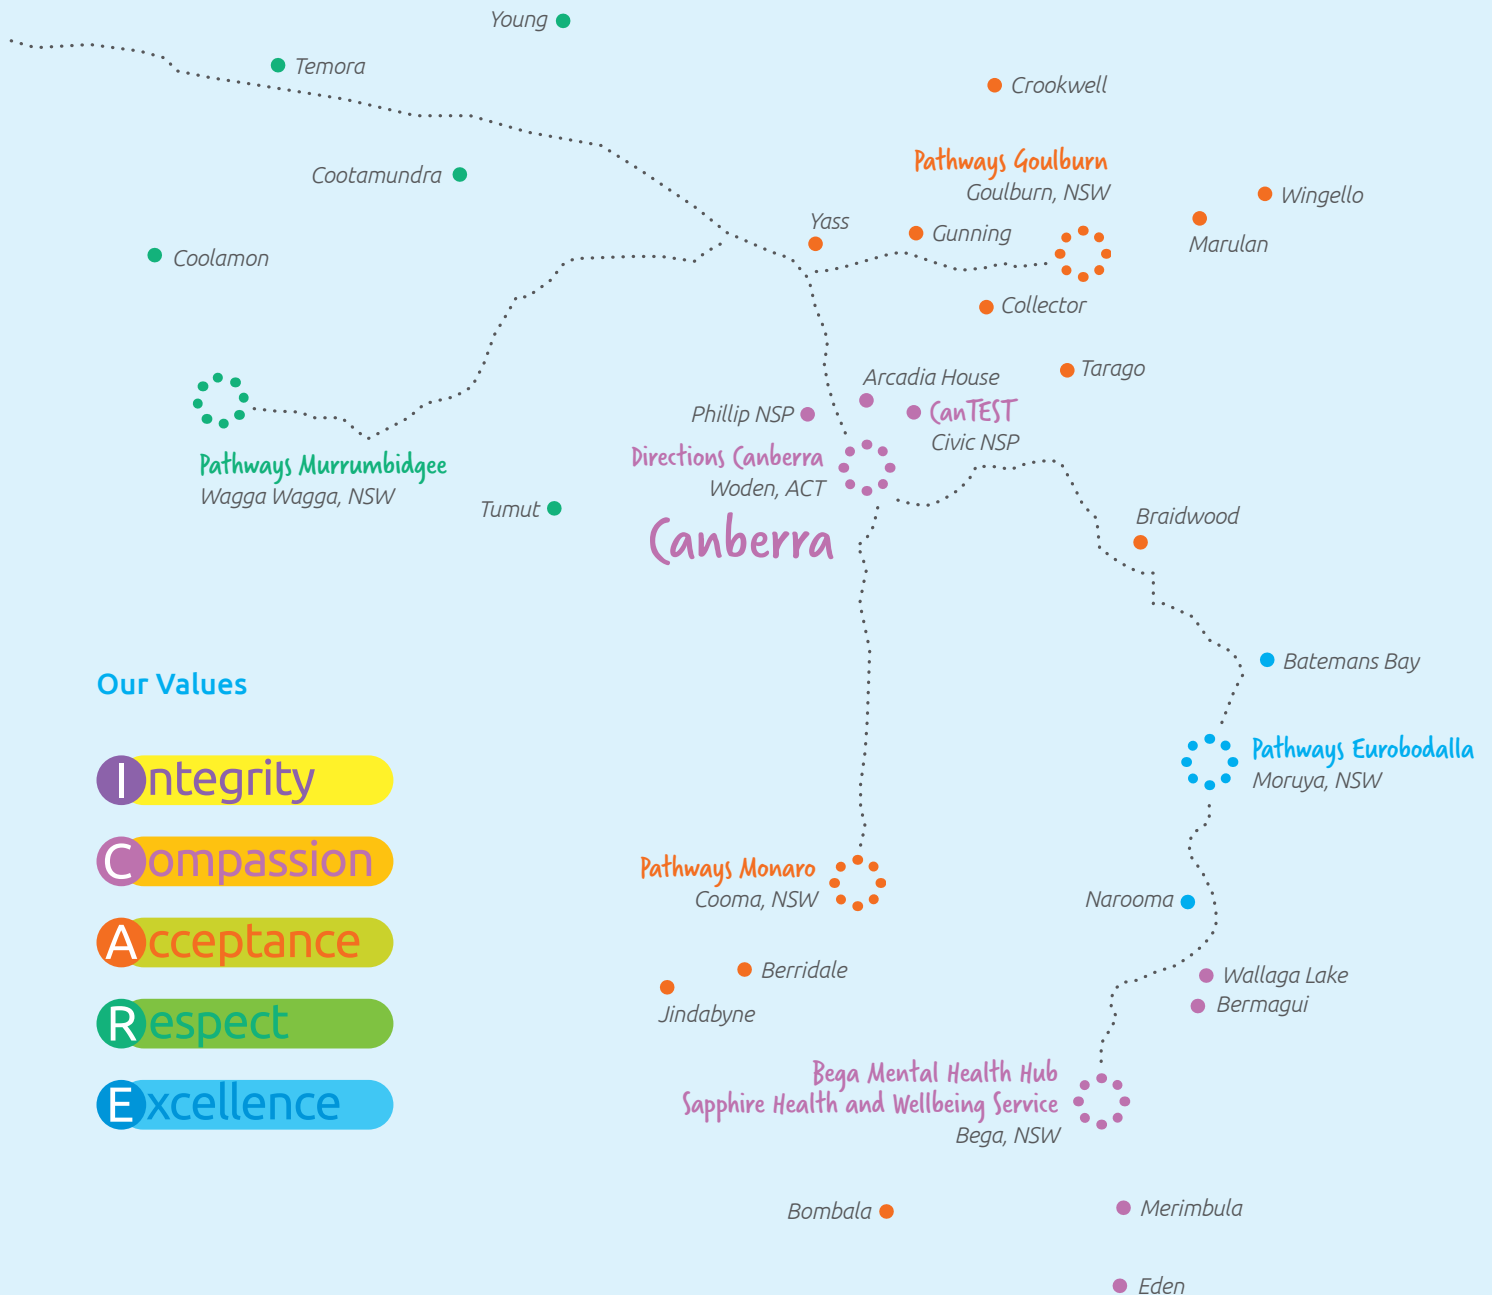 Young
Temora
Crookwell
Pathways Goulburn
Goulburn, NSW
Cootamundra
Wingello
Yass
Gunning
Marulan
Coolamon
Collector
Tarago
Arcadia House
Phillip NSP
CanTEST
Civic NSP
Directions Canberra
Woden, ACT
Pathways Murrumbidgee
Wagga Wagga, NSW
Tumut
Canberra
Braidwood
Batemans Bay
Our Values
Integrity
Compassion
Acceptance
Respect
Excellence
Pathways Eurobodalla
Moruya, NSW
Pathways Monaro
Cooma, NSW
Narooma
Berridale
Jindabyne
Wallaga Lake
Bermagui
Bega Mental Health Hub
Sapphire Health and Wellbeing Service
Bega, NSW
Bombala
Merimbula
Eden